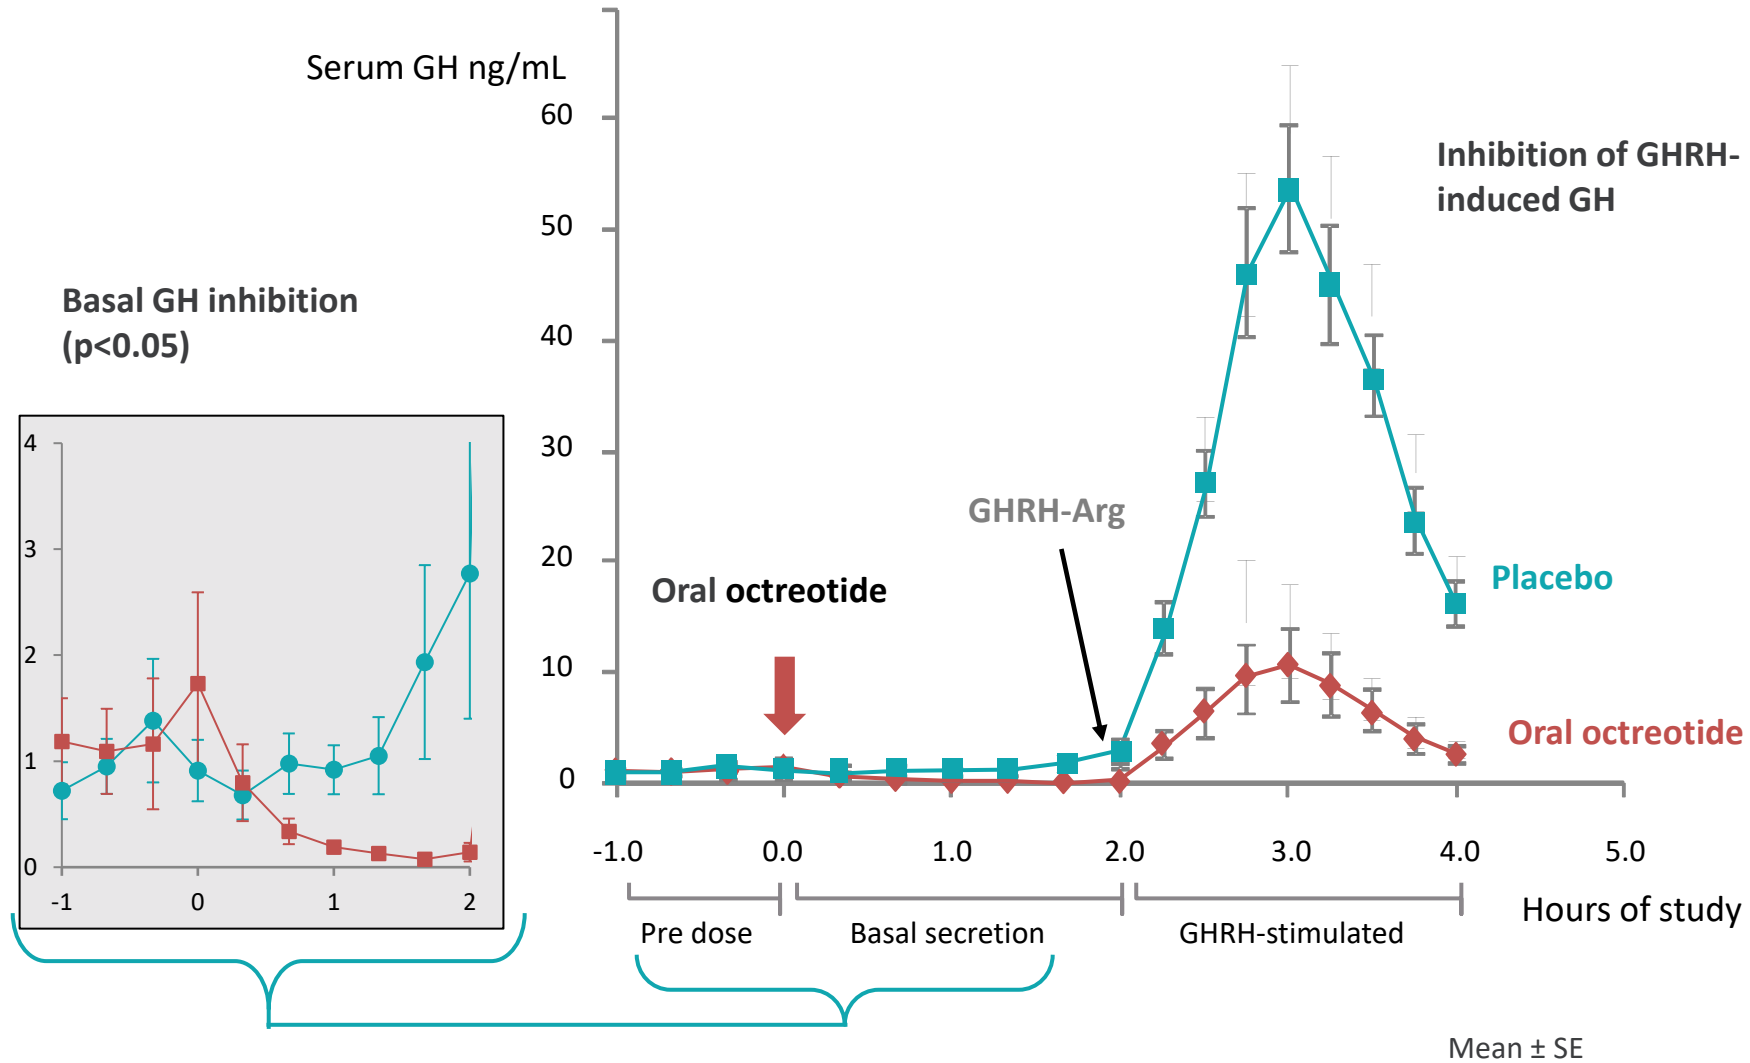 Serum GH ng/mL
60
50
40
30
20
10
0
Inhibition of GHRH-
induced GH
Basal GH inhibition
(p<0.05)
4
3
2
1
0
-1
0
1
2
GHRH-Arg
Oral octreotide
Placebo
Oral octreotide
-1.0
0.0
1.0
2.0
3.0
4.0
5.0
Hours of study
Pre dose
Basal secretion
GHRH-stimulated
Mean ± SE